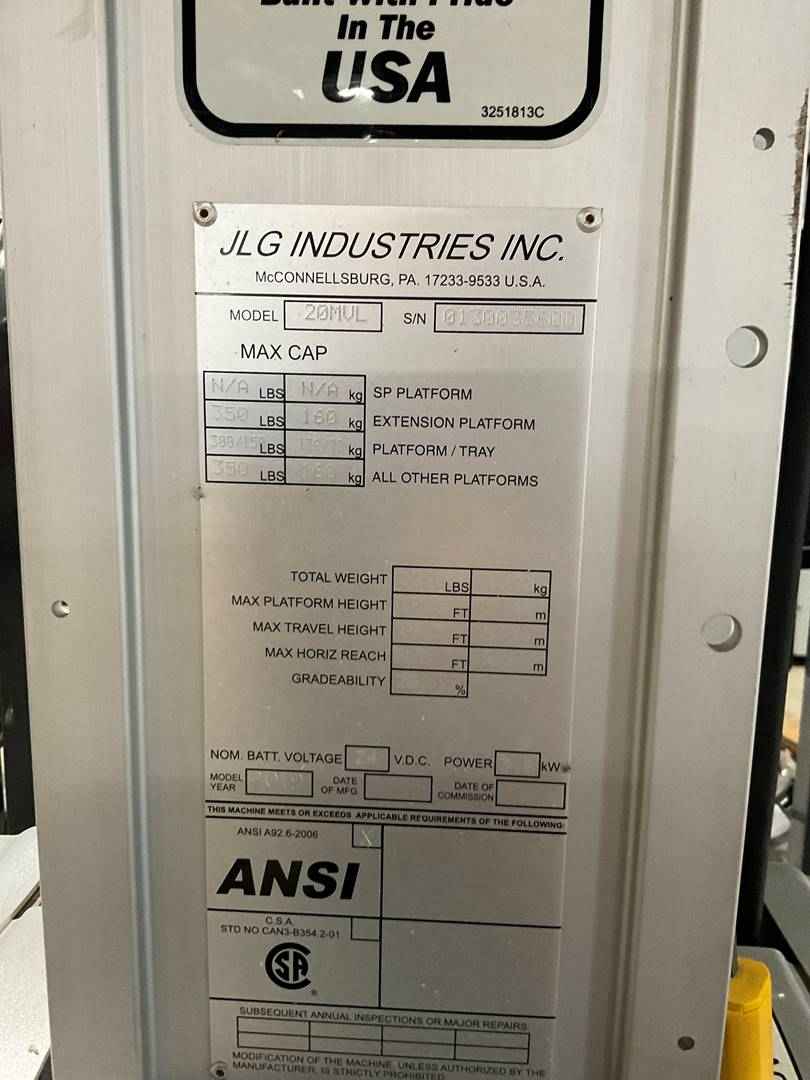 Built With Pride
In The
USA
3251813C
JLG INDUSTRIES INC.
McCONNELLSBURG, PA. 17233-9533 U.S.A.
MODEL 20MVL S/N
MAX CAP
N/A LBS N/A kg SP PLATFORM
350 LBS 160 kg EXTENSION PLATFORM
LBS kg PLATFORM / TRAY
350 LBS kg ALL OTHER PLATFORMS
TOTAL WEIGHT LBS kg
MAX PLATFORM HEIGHT FT m
MAX TRAVEL HEIGHT FT m
MAX HORIZ REACH FT m
GRADEABILITY %
NOM. BATT. VOLTAGE V.D.C. POWER kW
MODEL YEAR DATE OF MFG DATE OF COMMISSION
THIS MACHINE MEETS OR EXCEEDS APPLICABLE REQUIREMENTS OF THE FOLLOWING:
ANSI A92.6-2006 X
ANSI
C.S.A.
STD NO CAN3-B354.2-01
SA ®
SUBSEQUENT ANNUAL INSPECTIONS OR MAJOR REPAIRS:
MODIFICATION OF THE MACHINE, UNLESS AUTHORIZED BY THE
MANUFACTURER, IS STRICTLY PROHIBITED